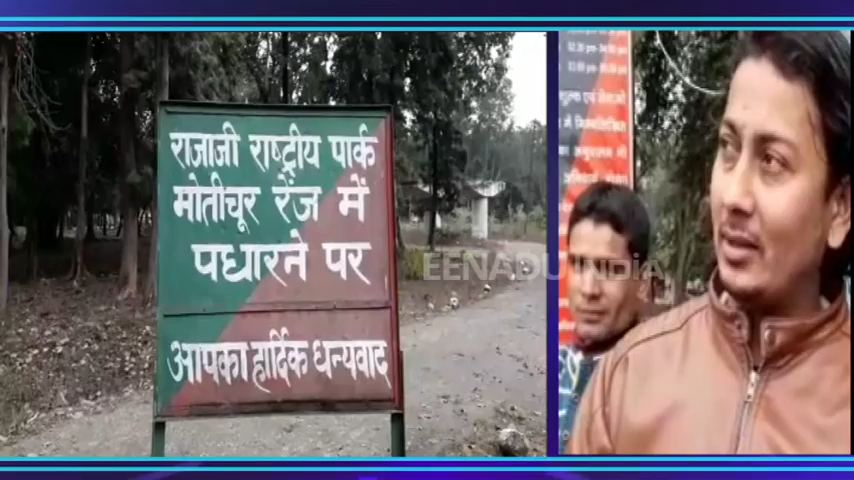 राजाजी राष्ट्रीय पार्क
मोतीचूर रेंज में
पधारने पर
आपका हार्दिक धन्यवाद
EENADU INDIA